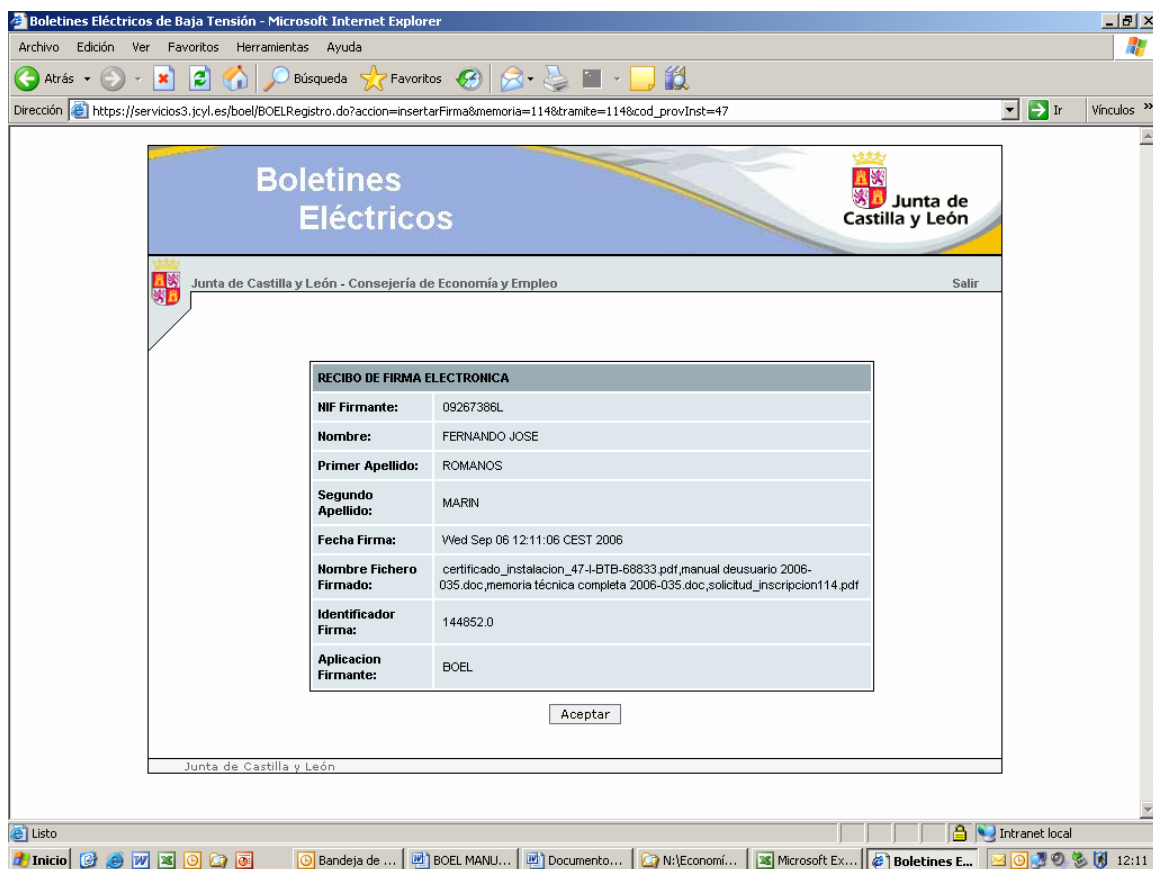 Boletines Eléctricos de Baja Tensión - Microsoft Internet Explorer
Archivo Edición Ver Favoritos Herramientas Ayuda
Atrás Búsqueda Favoritos
Dirección https://servicios3.jcyl.es/boel/BOELRegistro.do?accion=insertarFirma&memoria=114&tramite=114&cod_provInst=47 Ir Vínculos »
Boletines
Eléctricos
Junta de
Castilla y León
Junta de Castilla y León - Consejería de Economía y Empleo Salir
RECIBO DE FIRMA ELECTRONICA
NIF Firmante: 09267386L
Nombre: FERNANDO JOSE
Primer Apellido: ROMANOS
Segundo
Apellido: MARIN
Fecha Firma: Wed Sep 06 12:11:06 CEST 2006
Nombre Fichero certificado_instalacion_47-I-BTB-68833.pdf,manual deusuario 2006-
Firmado: 035.doc,memoria técnica completa 2006-035.doc,solicitud_inscripcion114.pdf
Identificador
Firma: 144852.0
Aplicacion
Firmante: BOEL
Aceptar
Junta de Castilla y León
Listo Intranet local
Inicio Bandeja de ... BOEL MANU... Documento... N:\Economí... Microsoft Ex... Boletines E... 12:11